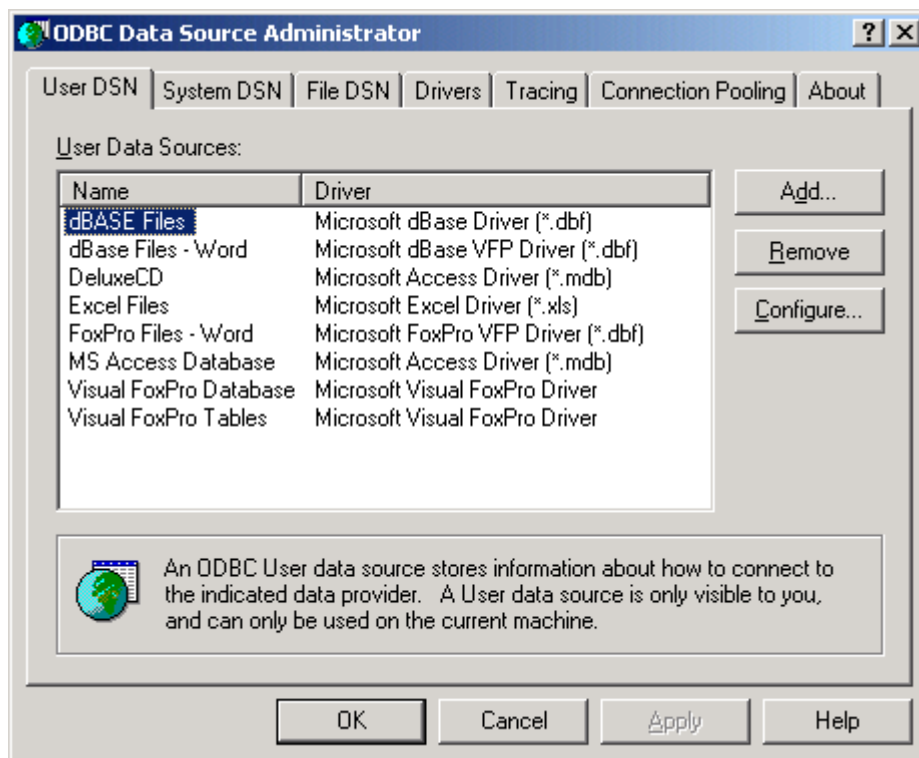 ODBC Data Source Administrator
User DSN System DSN File DSN Drivers Tracing Connection Pooling About
User Data Sources:
Name Driver
dBASE Files Microsoft dBase Driver (*.dbf)
dBase Files - Word Microsoft dBase VFP Driver (*.dbf)
DeluxeCD Microsoft Access Driver (*.mdb)
Excel Files Microsoft Excel Driver (*.xls)
FoxPro Files - Word Microsoft FoxPro VFP Driver (*.dbf)
MS Access Database Microsoft Access Driver (*.mdb)
Visual FoxPro Database Microsoft Visual FoxPro Driver
Visual FoxPro Tables Microsoft Visual FoxPro Driver
Add...
Remove
Configure...
An ODBC User data source stores information about how to connect to
the indicated data provider. A User data source is only visible to you,
and can only be used on the current machine.
OK Cancel Apply Help